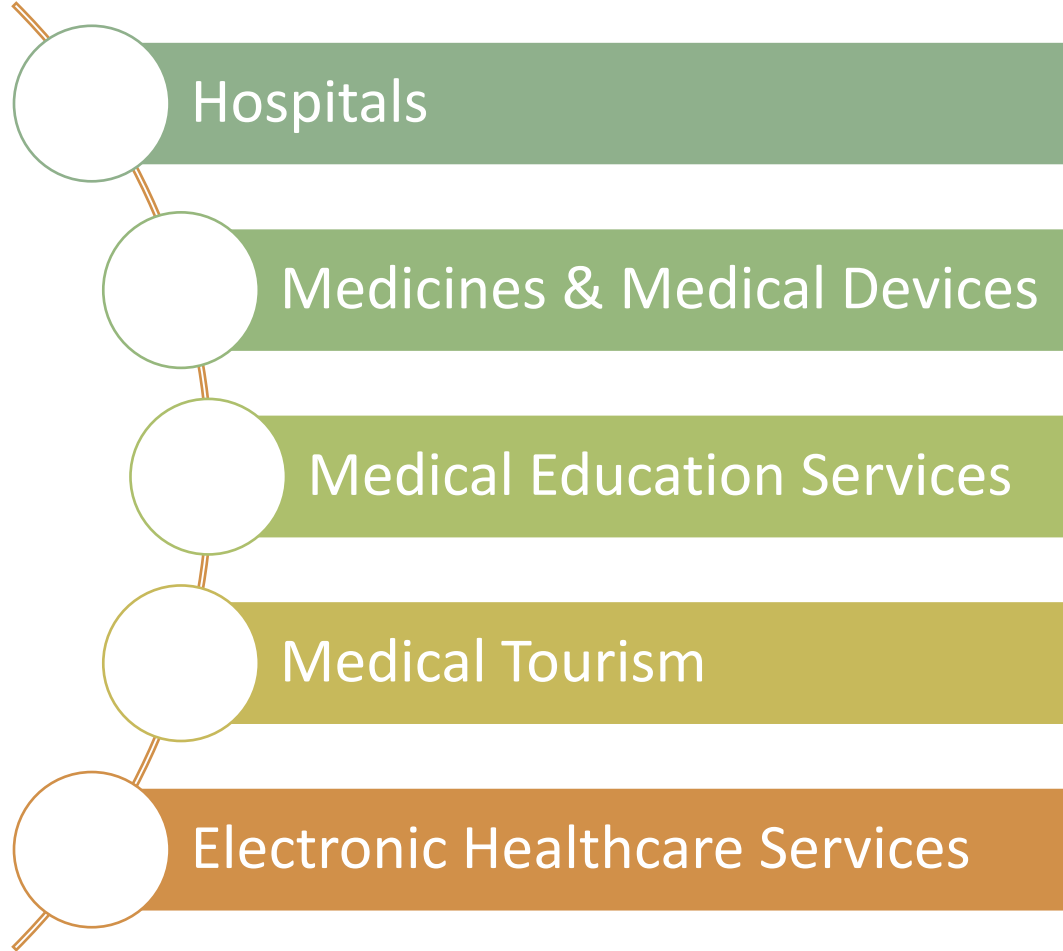 Hospitals
Medicines & Medical Devices
Medical Education Services
Medical Tourism
Electronic Healthcare Services